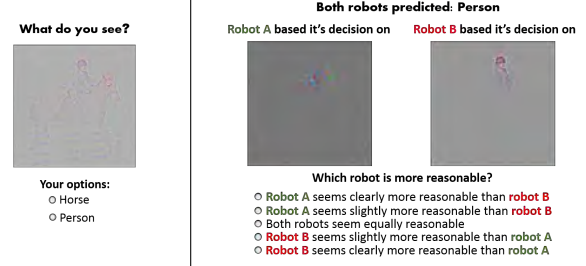 What do you see?
Your options:
Horse
Person
Both robots predicted: Person
Robot A based it's decision on
Robot B based it's decision on
Which robot is more reasonable?
Robot A seems clearly more reasonable than robot B
Robot A seems slightly more reasonable than robot B
Both robots seem equally reasonable
Robot B seems slightly more reasonable than robot A
Robot B seems clearly more reasonable than robot A